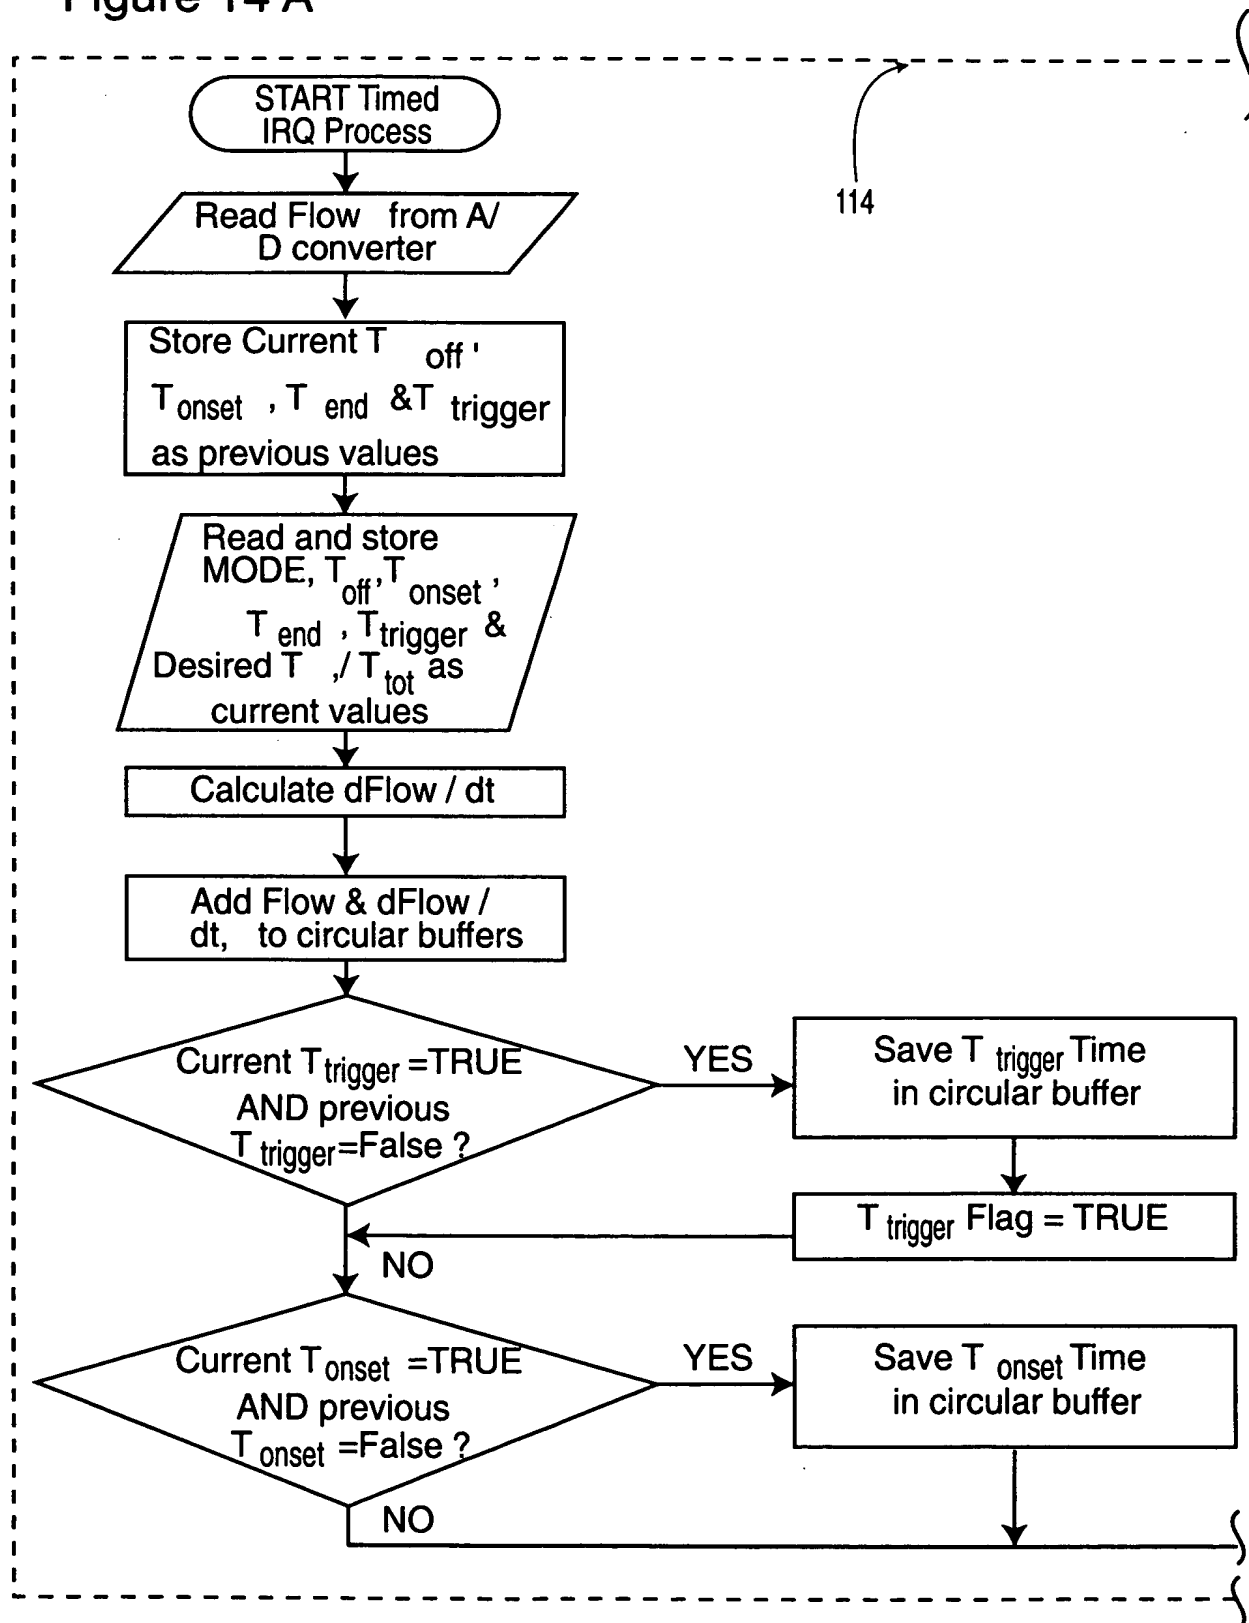 Figure 14 A
START Timed
IRQ Process
114
Read Flow from A/
D converter
Store Current T off '
T onset , T end &T trigger
as previous values
Read and store
MODE, T off ,T onset ,
T end , T trigger &
Desired T ,/ T tot as
current values
Calculate dFlow / dt
Add Flow & dFlow /
dt, to circular buffers
Current T trigger =TRUE
AND previous
T trigger =False ?
YES
Save T trigger Time
in circular buffer
T trigger Flag = TRUE
NO
Current T onset =TRUE
AND previous
T onset =False ?
YES
Save T onset Time
in circular buffer
NO